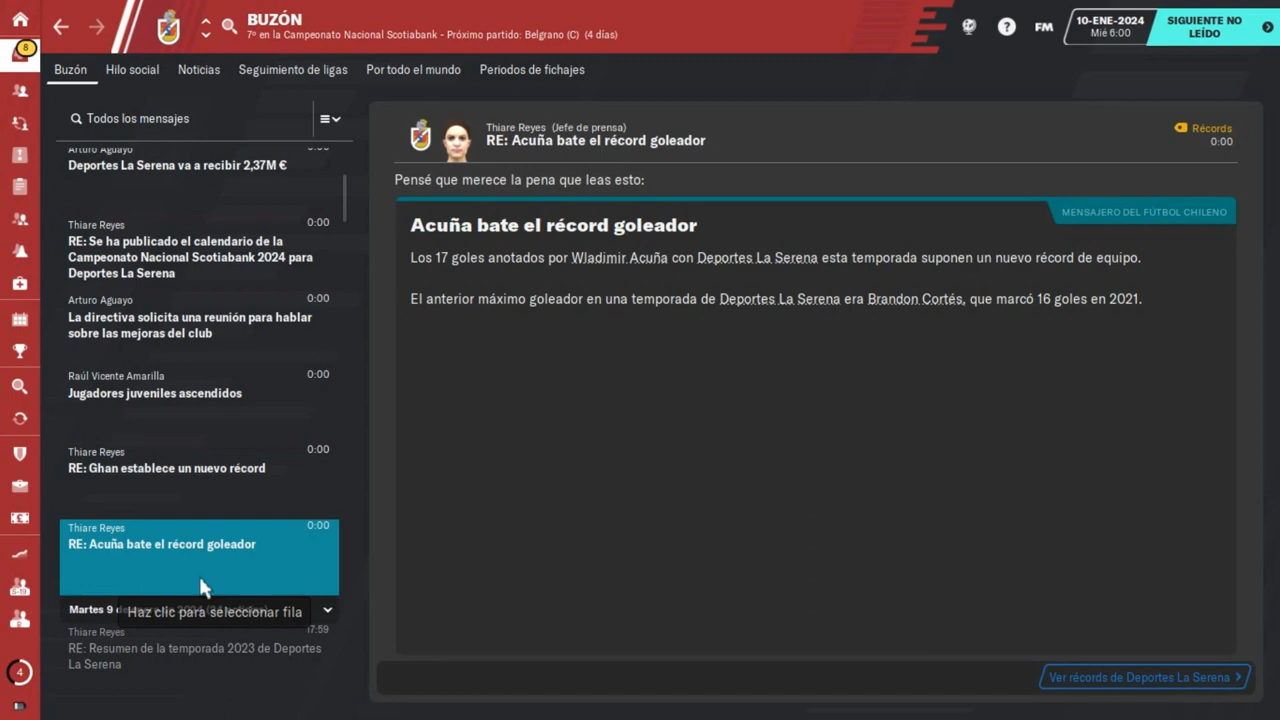 BUZÓN
7º en la Campeonato Nacional Scotiabank - Próximo partido: Belgrano (C) (4 días)
FM
10-ENE-2024
Mié 6:00
SIGUIENTE NO
LEÍDO
8
Buzón
Hilo social
Noticias
Seguimiento de ligas
Por todo el mundo
Periodos de fichajes
Todos los mensajes
Arturo Aguayo
Deportes La Serena va a recibir 2,37M €
Thiare Reyes
0:00
RE: Se ha publicado el calendario de la
Campeonato Nacional Scotiabank 2024 para
Deportes La Serena
Arturo Aguayo
0:00
La directiva solicita una reunión para hablar
sobre las mejoras del club
Raúl Vicente Amarilla
0:00
Jugadores juveniles ascendidos
Thiare Reyes
0:00
RE: Ghan establece un nuevo récord
Thiare Reyes
0:00
RE: Acuña bate el récord goleador
Martes 9
Haz clic para seleccionar fila
Thiare Reyes
17:59
RE: Resumen de la temporada 2023 de Deportes
La Serena
4
Thiare Reyes (Jefe de prensa)
RE: Acuña bate el récord goleador
Récords
0:00
Pensé que merece la pena que leas esto:
MENSAJERO DEL FÚTBOL CHILENO
Acuña bate el récord goleador
Los 17 goles anotados por Wladimir Acuña con Deportes La Serena esta temporada suponen un nuevo récord de equipo.
El anterior máximo goleador en una temporada de Deportes La Serena era Brandon Cortés, que marcó 16 goles en 2021.
Ver récords de Deportes La Serena